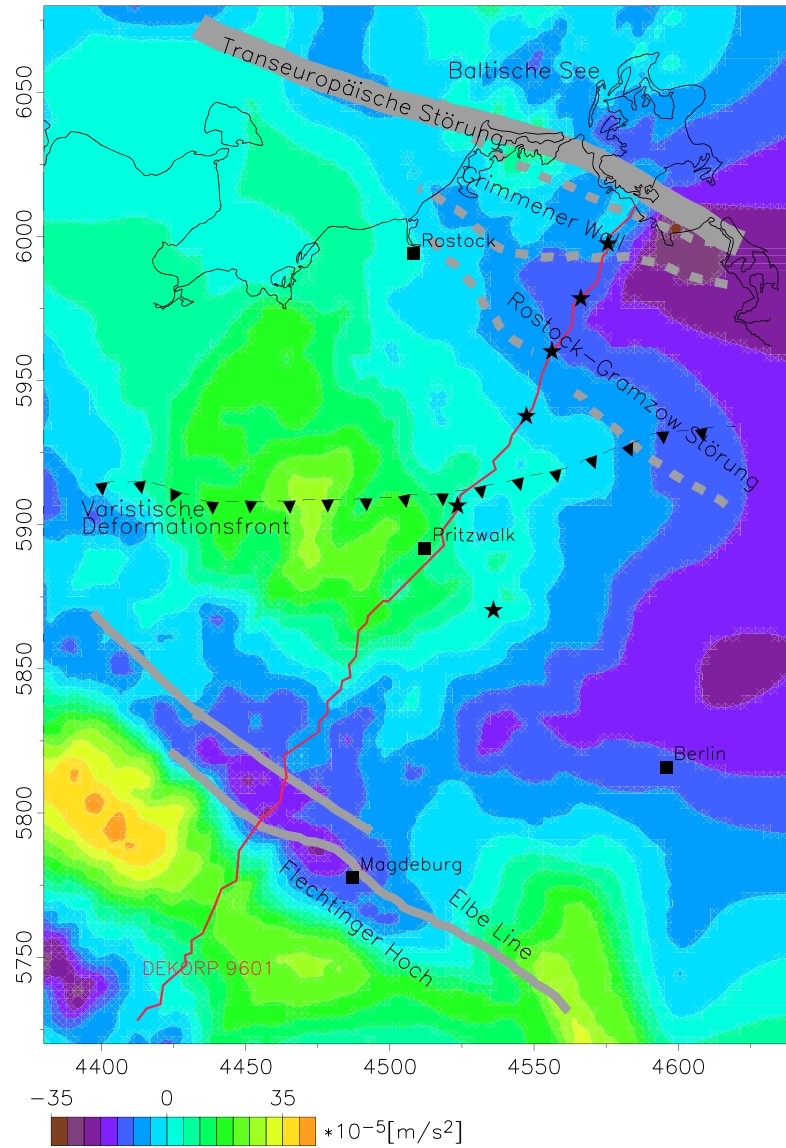 6050
6000
5950
5900
5850
5800
5750
Transeuropäische Störung
Baltische See
Grimmener Wall
Rostock
Rostock-Gramzow Störung
Varistische
Deformationsfront
Pritzwalk
Berlin
Magdeburg
Flechtinger Hoch
Elbe Line
DEKORP 9601
4400
4450
4500
4550
4600
-35
0
35
*10-5[m/s2]